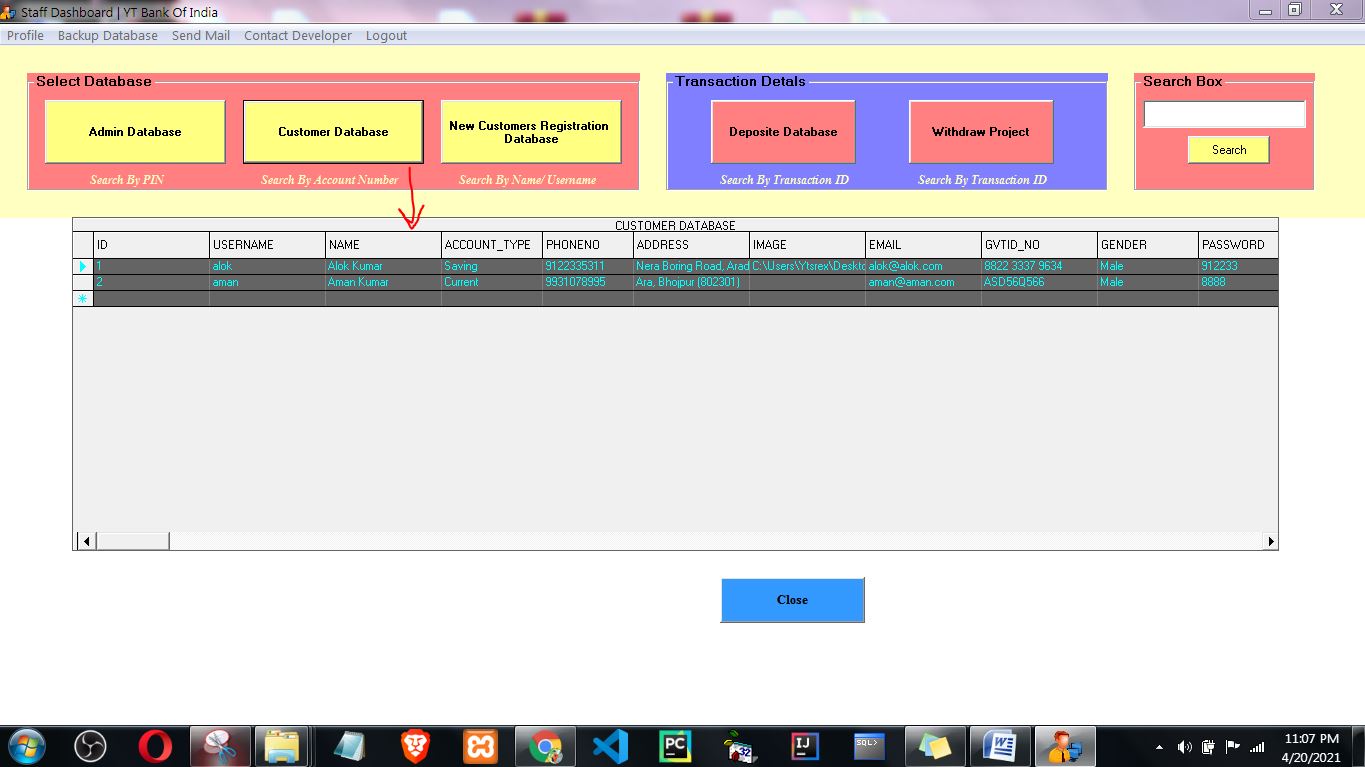 Staff Dashboard | YT Bank Of India
Profile Backup Database Send Mail Contact Developer Logout
Select Database
Admin Database
Search By PIN
Customer Database
Search By Account Number
New Customers Registration
Database
Search By Name/ Username
Transaction Detals
Deposite Database
Search By Transaction ID
Withdraw Project
Search By Transaction ID
Search Box
Search
CUSTOMER DATABASE
ID USERNAME NAME ACCOUNT_TYPE PHONENO ADDRESS IMAGE EMAIL GVTID_NO GENDER PASSWORD
1 alok Alok Kumar Saving 9122335311 Nera Boring Road, Arad C:\Users\Ytsrex\Deskto alok@alok.com 8822 3337 9634 Male 912233
2 aman Aman Kumar Current 9931078995 Ara, Bhojpur (802301) aman@aman.com ASD56Q566 Male 8888
Close
PC
32
IJ
SQL>
W
11:07 PM
4/20/2021